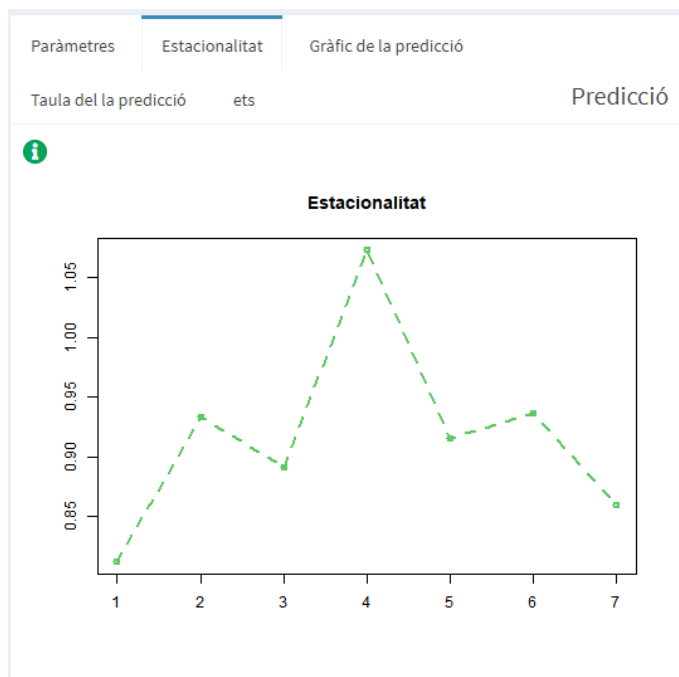 Paràmetres Estacionalitat Gràfic de la predicció
Taula del la predicció ets Predicció
Estacionalitat
1.05
1.00
0.95
0.90
0.85
1 2 3 4 5 6 7